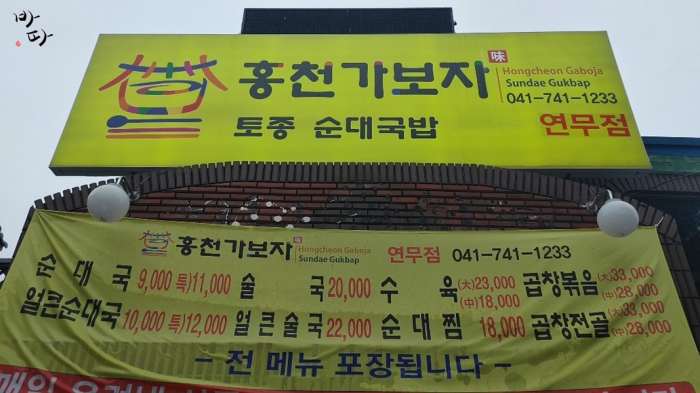 바다
홍천가보자
味
Hongcheon Gaboja
Sundae Gukbap
041-741-1233
토종 순대국밥
연무점
홍천가보자
味
Hongcheon Gaboja
Sundae Gukbap
연무점 041-741-1233
순대국 9,000 특)11,000 술국 20,000 수육 (大)23,000 (中)18,000 곱창볶음 (大)33,000 (中)28,000
얼큰순대국 10,000 특)12,000 얼큰술국 22,000 순대찜 18,000 곱창전골 (大)33,000 (中)28,000
- 전 메뉴 포장됩니다 -